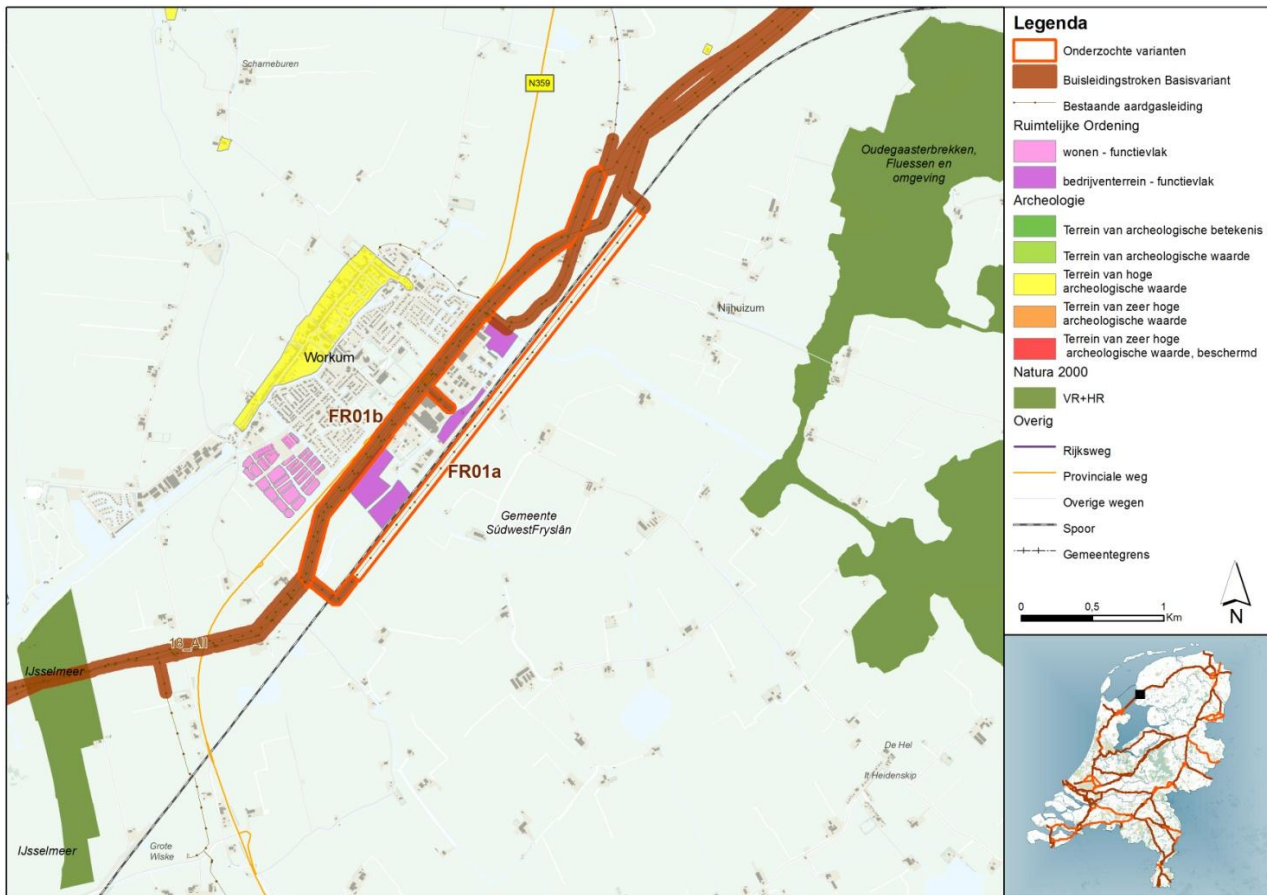 Scharneburen
N359
Oudegaasterbrekken,
Fluessen en
omgeving
Nijhuizum
Workum
FR01b
FR01a
Gemeente
SúdwestFryslân
16_All
IJsselmeer
IJsselmeer
De Hel
It Heidenskip
Grote
Wiske
Legenda
Onderzochte varianten
Buisleidingstroken Basisvariant
Bestaande aardgasleiding
Ruimtelijke Ordening
wonen - functievlak
bedrijventerrein - functievlak
Archeologie
Terrein van archeologische betekenis
Terrein van archeologische waarde
Terrein van hoge
archeologische waarde
Terrein van zeer hoge
archeologische waarde
Terrein van zeer hoge
archeologische waarde, beschermd
Natura 2000
VR+HR
Overig
Rijksweg
Provinciale weg
Overige wegen
Spoor
Gemeentegrens
0 0,5 1
Km
N